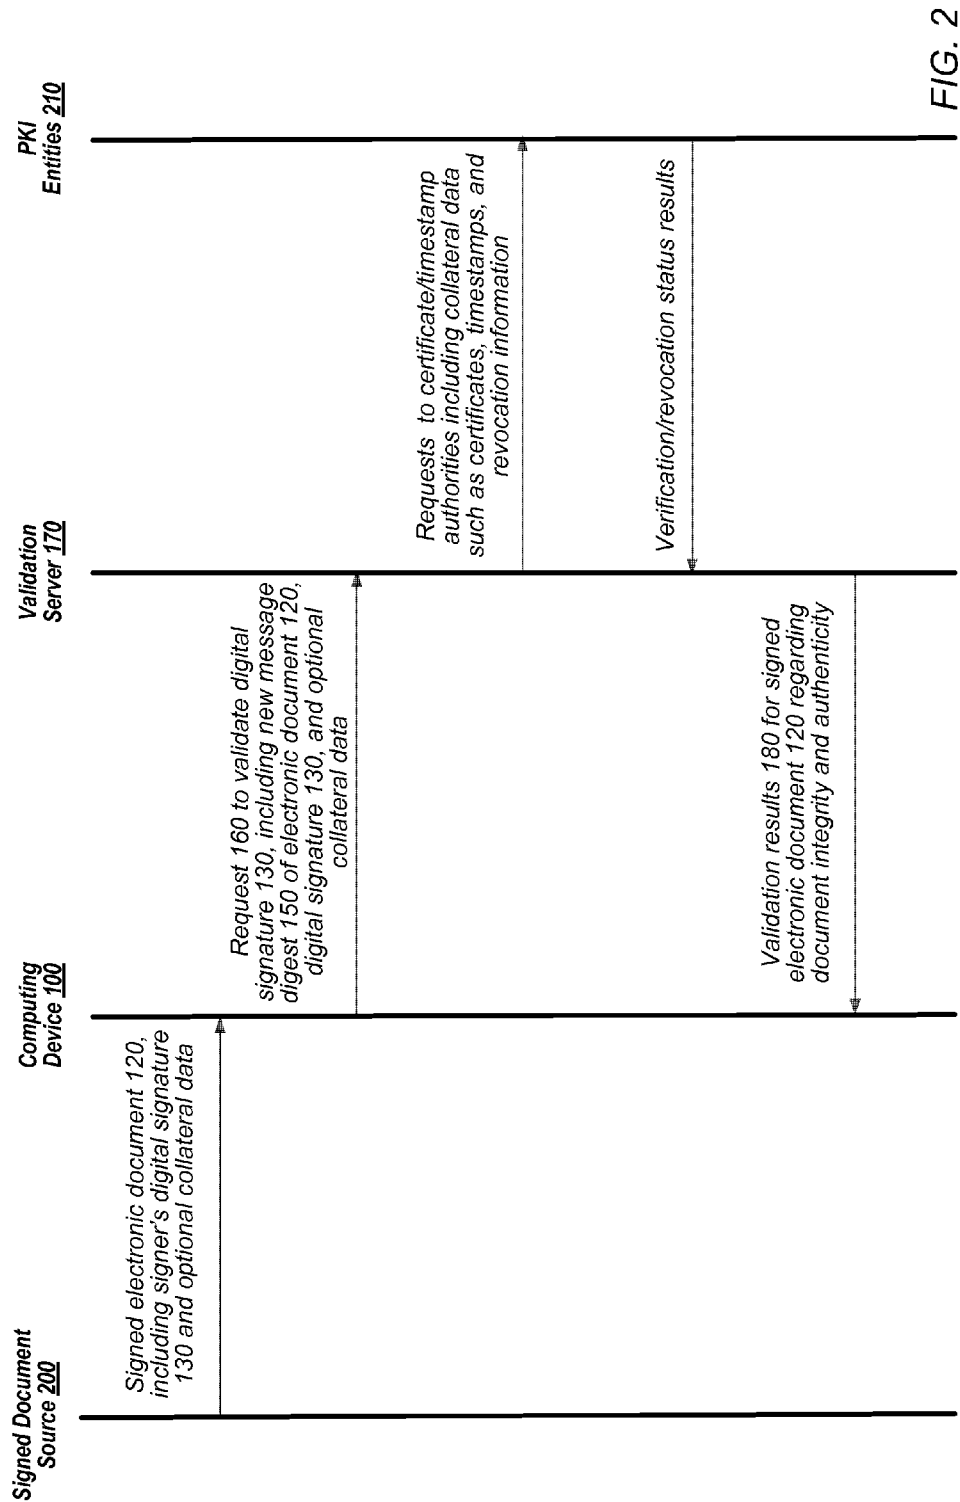 Signed Document
Source 200
Computing
Device 100
Validation
Server 170
PKI
Entities 210
Signed electronic document 120,
including signer's digital signature
130 and optional collateral data
Request 160 to validate digital
signature 130, including new message
digest 150 of electronic document 120,
digital signature 130, and optional
collateral data
Requests to certificate/timestamp
authorities including collateral data
such as certificates, timestamps, and
revocation information
Verification/revocation status results
Validation results 180 for signed
electronic document 120 regarding
document integrity and authenticity
FIG. 2